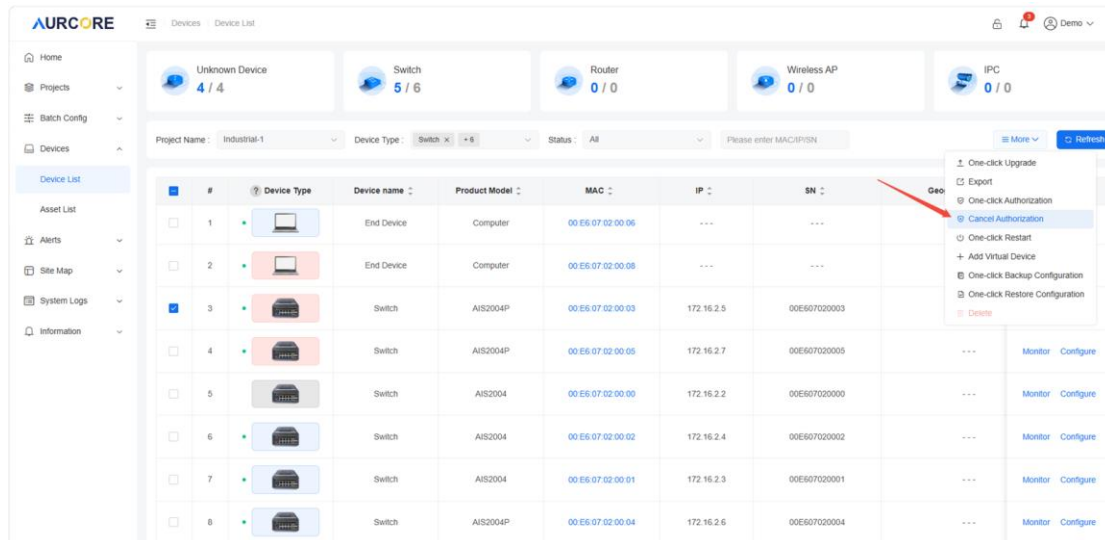 AURCORE
Devices Device List
3
Demo
Home
Projects
Batch Config
Devices
Device List
Asset List
Alerts
Site Map
System Logs
Information
Unknown Device
4 / 4
Switch
5 / 6
Router
0 / 0
Wireless AP
0 / 0
IPC
0 / 0
Project Name : Industrial-1 Device Type : Switch × + 6 Status : All Please enter MAC/IP/SN More Refresh
One-click Upgrade
Export
One-click Authorization
Cancel Authorization
One-click Restart
+ Add Virtual Device
One-click Backup Configuration
One-click Restore Configuration
Delete
# ? Device Type Device name Product Model MAC IP SN
1 End Device Computer 00:E6:07:02:00:06 - - - - - -
2 End Device Computer 00:E6:07:02:00:08 - - - - - -
3 Switch AIS2004P 00:E6:07:02:00:03 172.16.2.5 00E607020003
4 Switch AIS2004P 00:E6:07:02:00:05 172.16.2.7 00E607020005 - - - Monitor Configure
5 Switch AIS2004 00:E6:07:02:00:00 172.16.2.2 00E607020000 - - - Monitor Configure
6 Switch AIS2004 00:E6:07:02:00:02 172.16.2.4 00E607020002 - - - Monitor Configure
7 Switch AIS2004 00:E6:07:02:00:01 172.16.2.3 00E607020001 - - - Monitor Configure
8 Switch AIS2004P 00:E6:07:02:00:04 172.16.2.6 00E607020004 - - - Monitor Configure